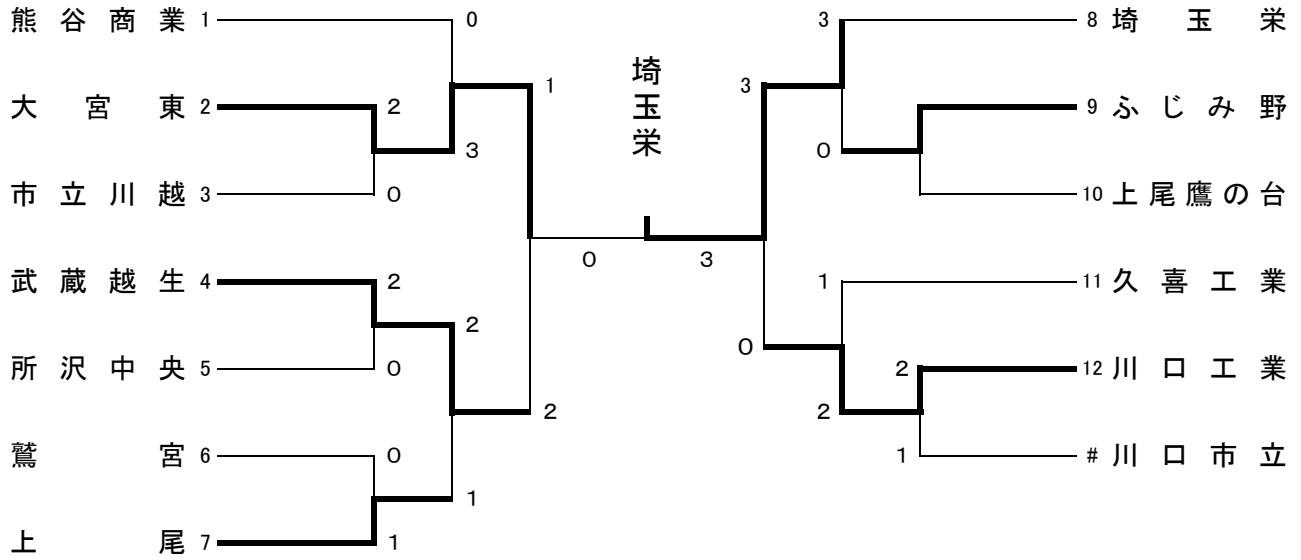 熊谷商業 1 0 3 8 埼玉栄
埼玉栄
1 3
大宮東 2 2 9 ふじみ野
3 0
市立川越 3 0 10 上尾鷹の台
0 3
武蔵越生 4 2 1 11 久喜工業
2 0
所沢中央 5 0 2 12 川口工業
2 2
鷲宮 6 0 1 # 川口市立
1
上尾 7 1